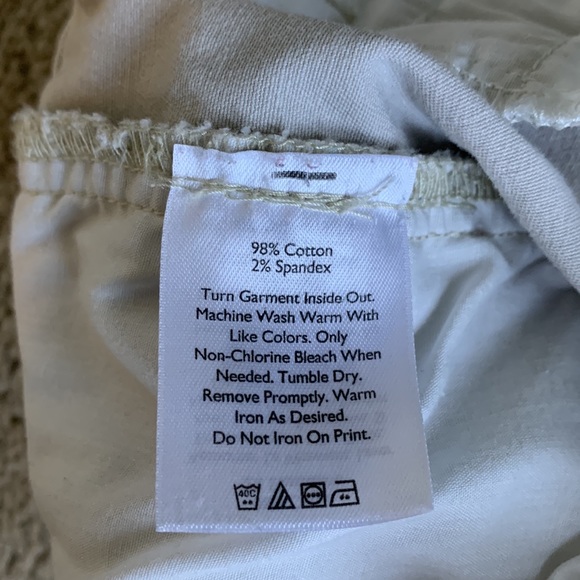 98% Cotton
2% Spandex
Turn Garment Inside Out.
Machine Wash Warm With
Like Colors. Only
Non-Chlorine Bleach When
Needed. Tumble Dry.
Remove Promptly. Warm
Iron As Desired.
Do Not Iron On Print.
40C